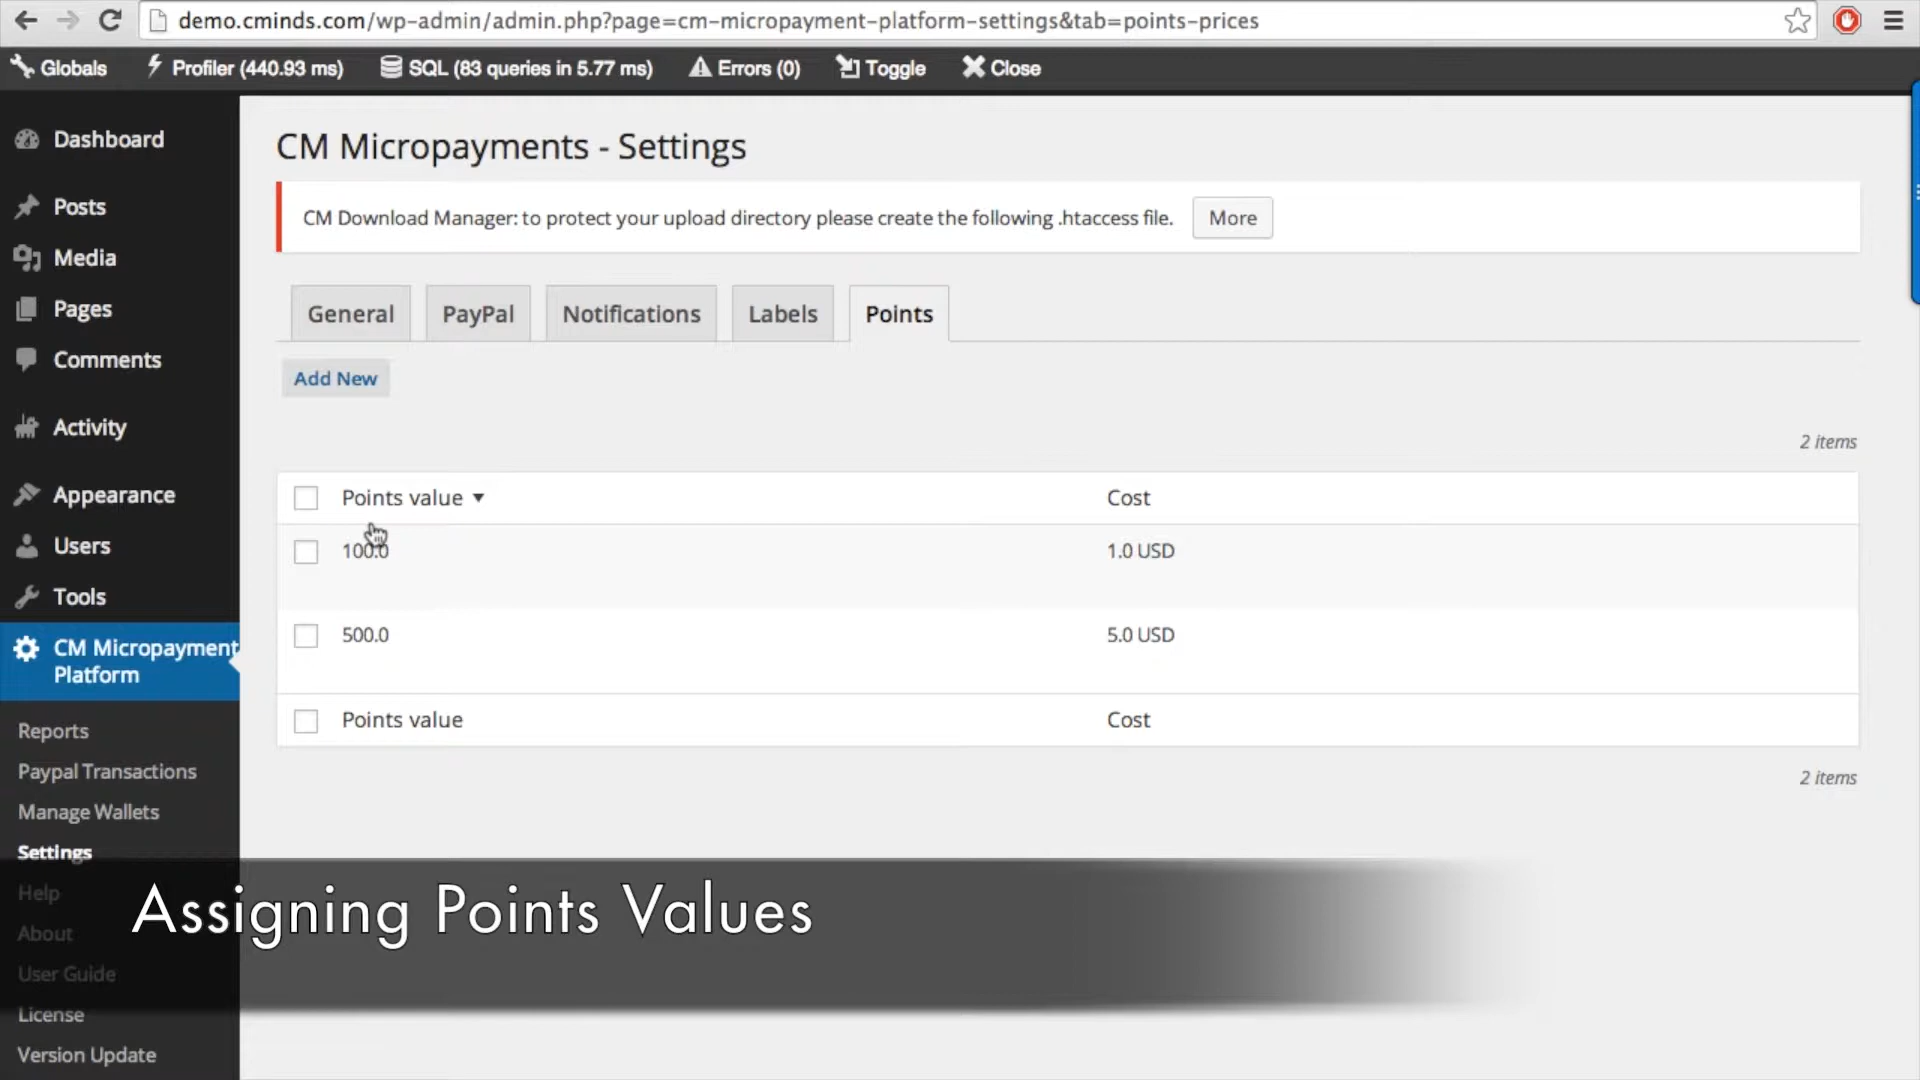 demo.cminds.com/wp-admin/admin.php?page=cm-micropayment-platform-settings&tab=points-prices
Globals Profiler (440.93 ms) SQL (83 queries in 5.77 ms) Errors (0) Toggle Close
Dashboard
Posts
Media
Pages
Comments
Activity
Appearance
Users
Tools
CM Micropayment
Platform
Reports
Paypal Transactions
Manage Wallets
Settings
Help
About
User Guide
License
Version Update
CM Micropayments - Settings
CM Download Manager: to protect your upload directory please create the following .htaccess file. More
General PayPal Notifications Labels Points
Add New
2 items
Points value Cost
100.0 1.0 USD
500.0 5.0 USD
Points value Cost
2 items
Assigning Points Values